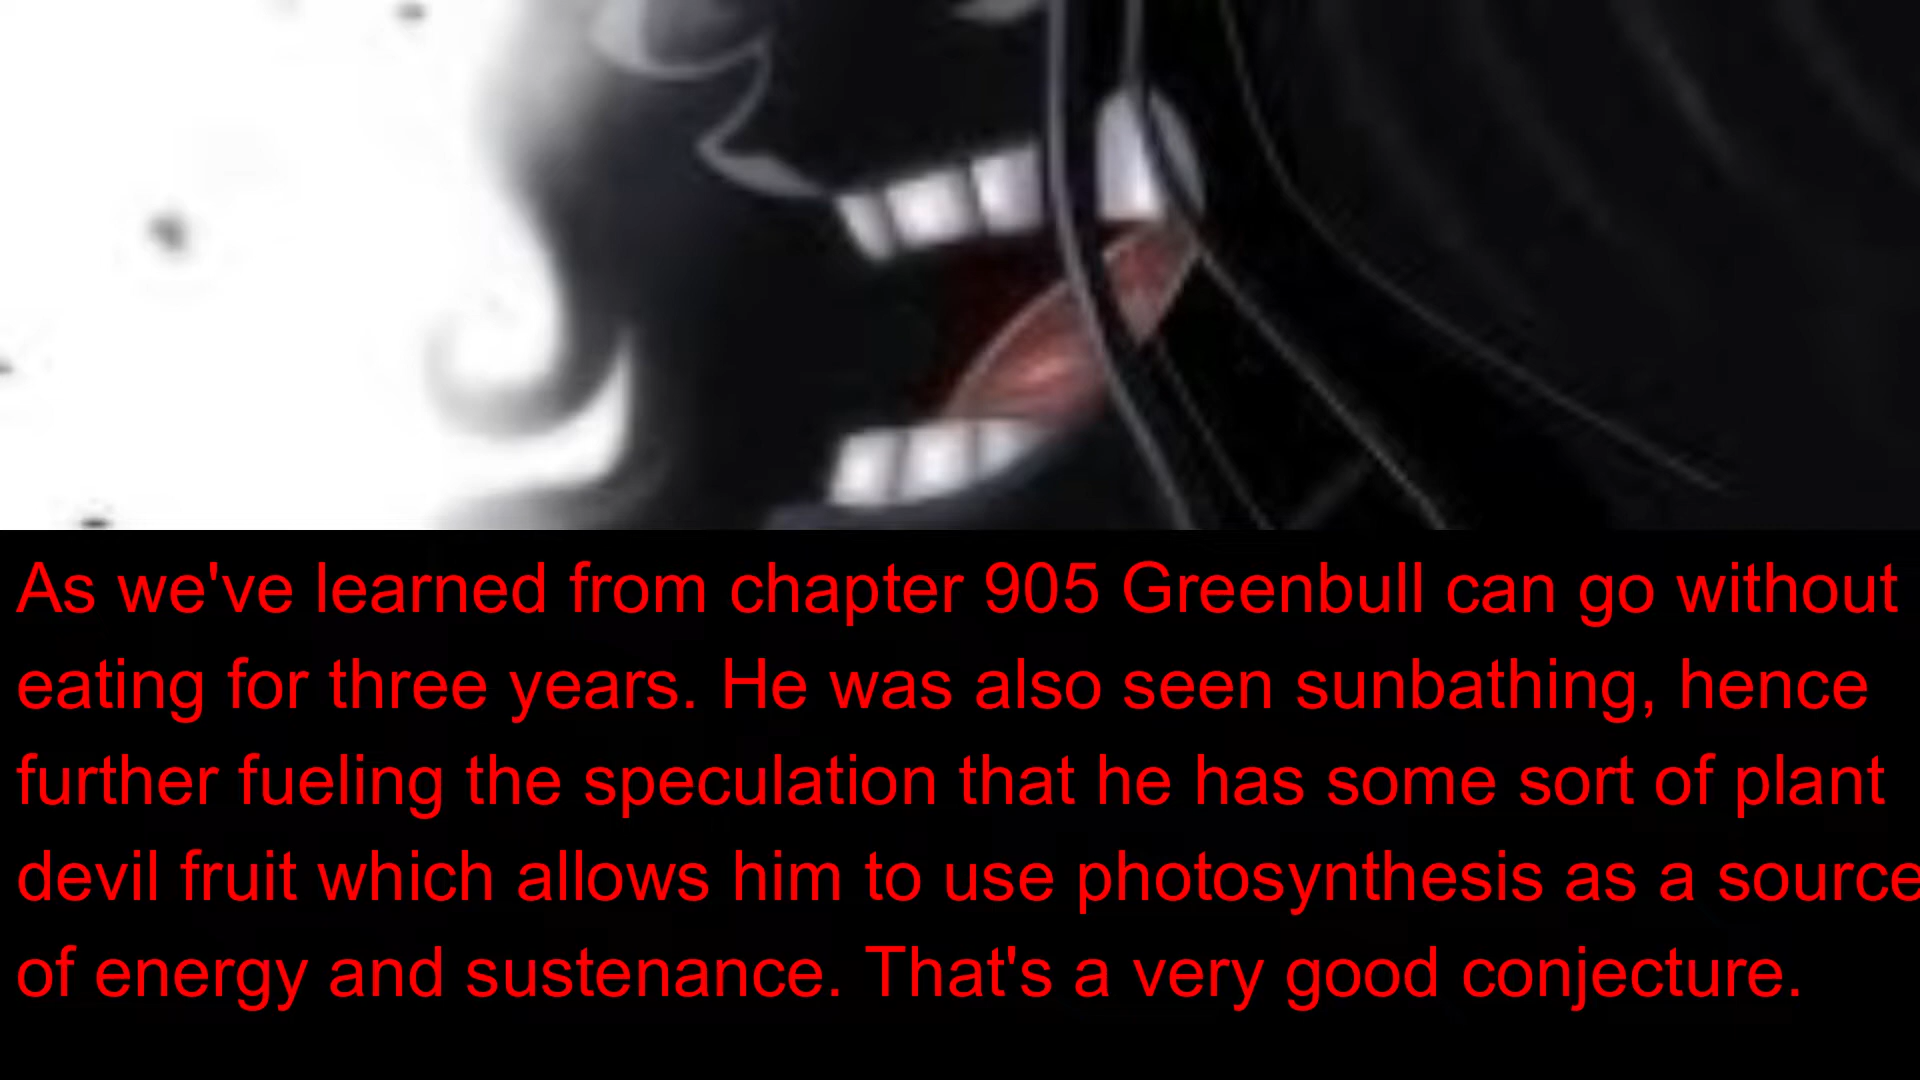 As we've learned from chapter 905 Greenbull can go without
eating for three years. He was also seen sunbathing, hence
further fueling the speculation that he has some sort of plant
devil fruit which allows him to use photosynthesis as a source
of energy and sustenance. That's a very good conjecture.